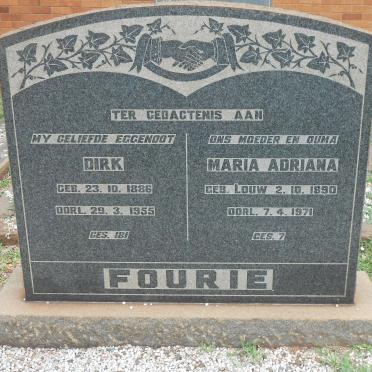 TER GEDAGTENIS AAN
MY GELIEFDE EGGENOOT
DIRK
GEB. 23. 10. 1886
OORL. 29. 3. 1955
GES. 181
ONS MOEDER EN OUMA
MARIA ADRIANA
GEB. LOUW 2. 10. 1890
OORL. 7. 4. 1971
GES. 7
FOURIE